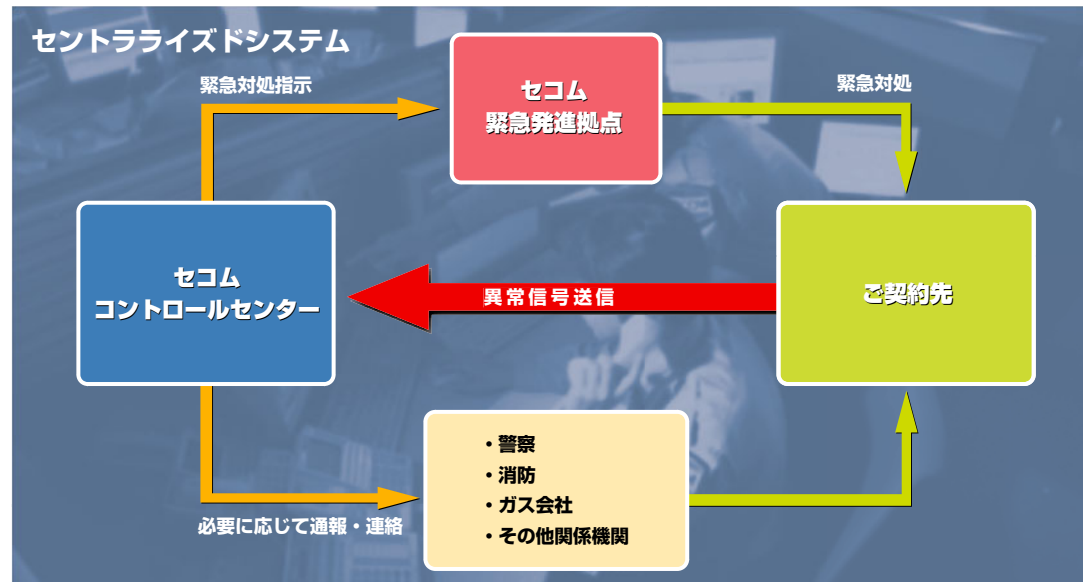 セントラライズドシステム
緊急対処指示
セコム
緊急発進拠点
緊急対処
セコム
コントロールセンター
異常信号送信
ご契約先
・警察
・消防
・ガス会社
・その他関係機関
必要に応じて通報・連絡